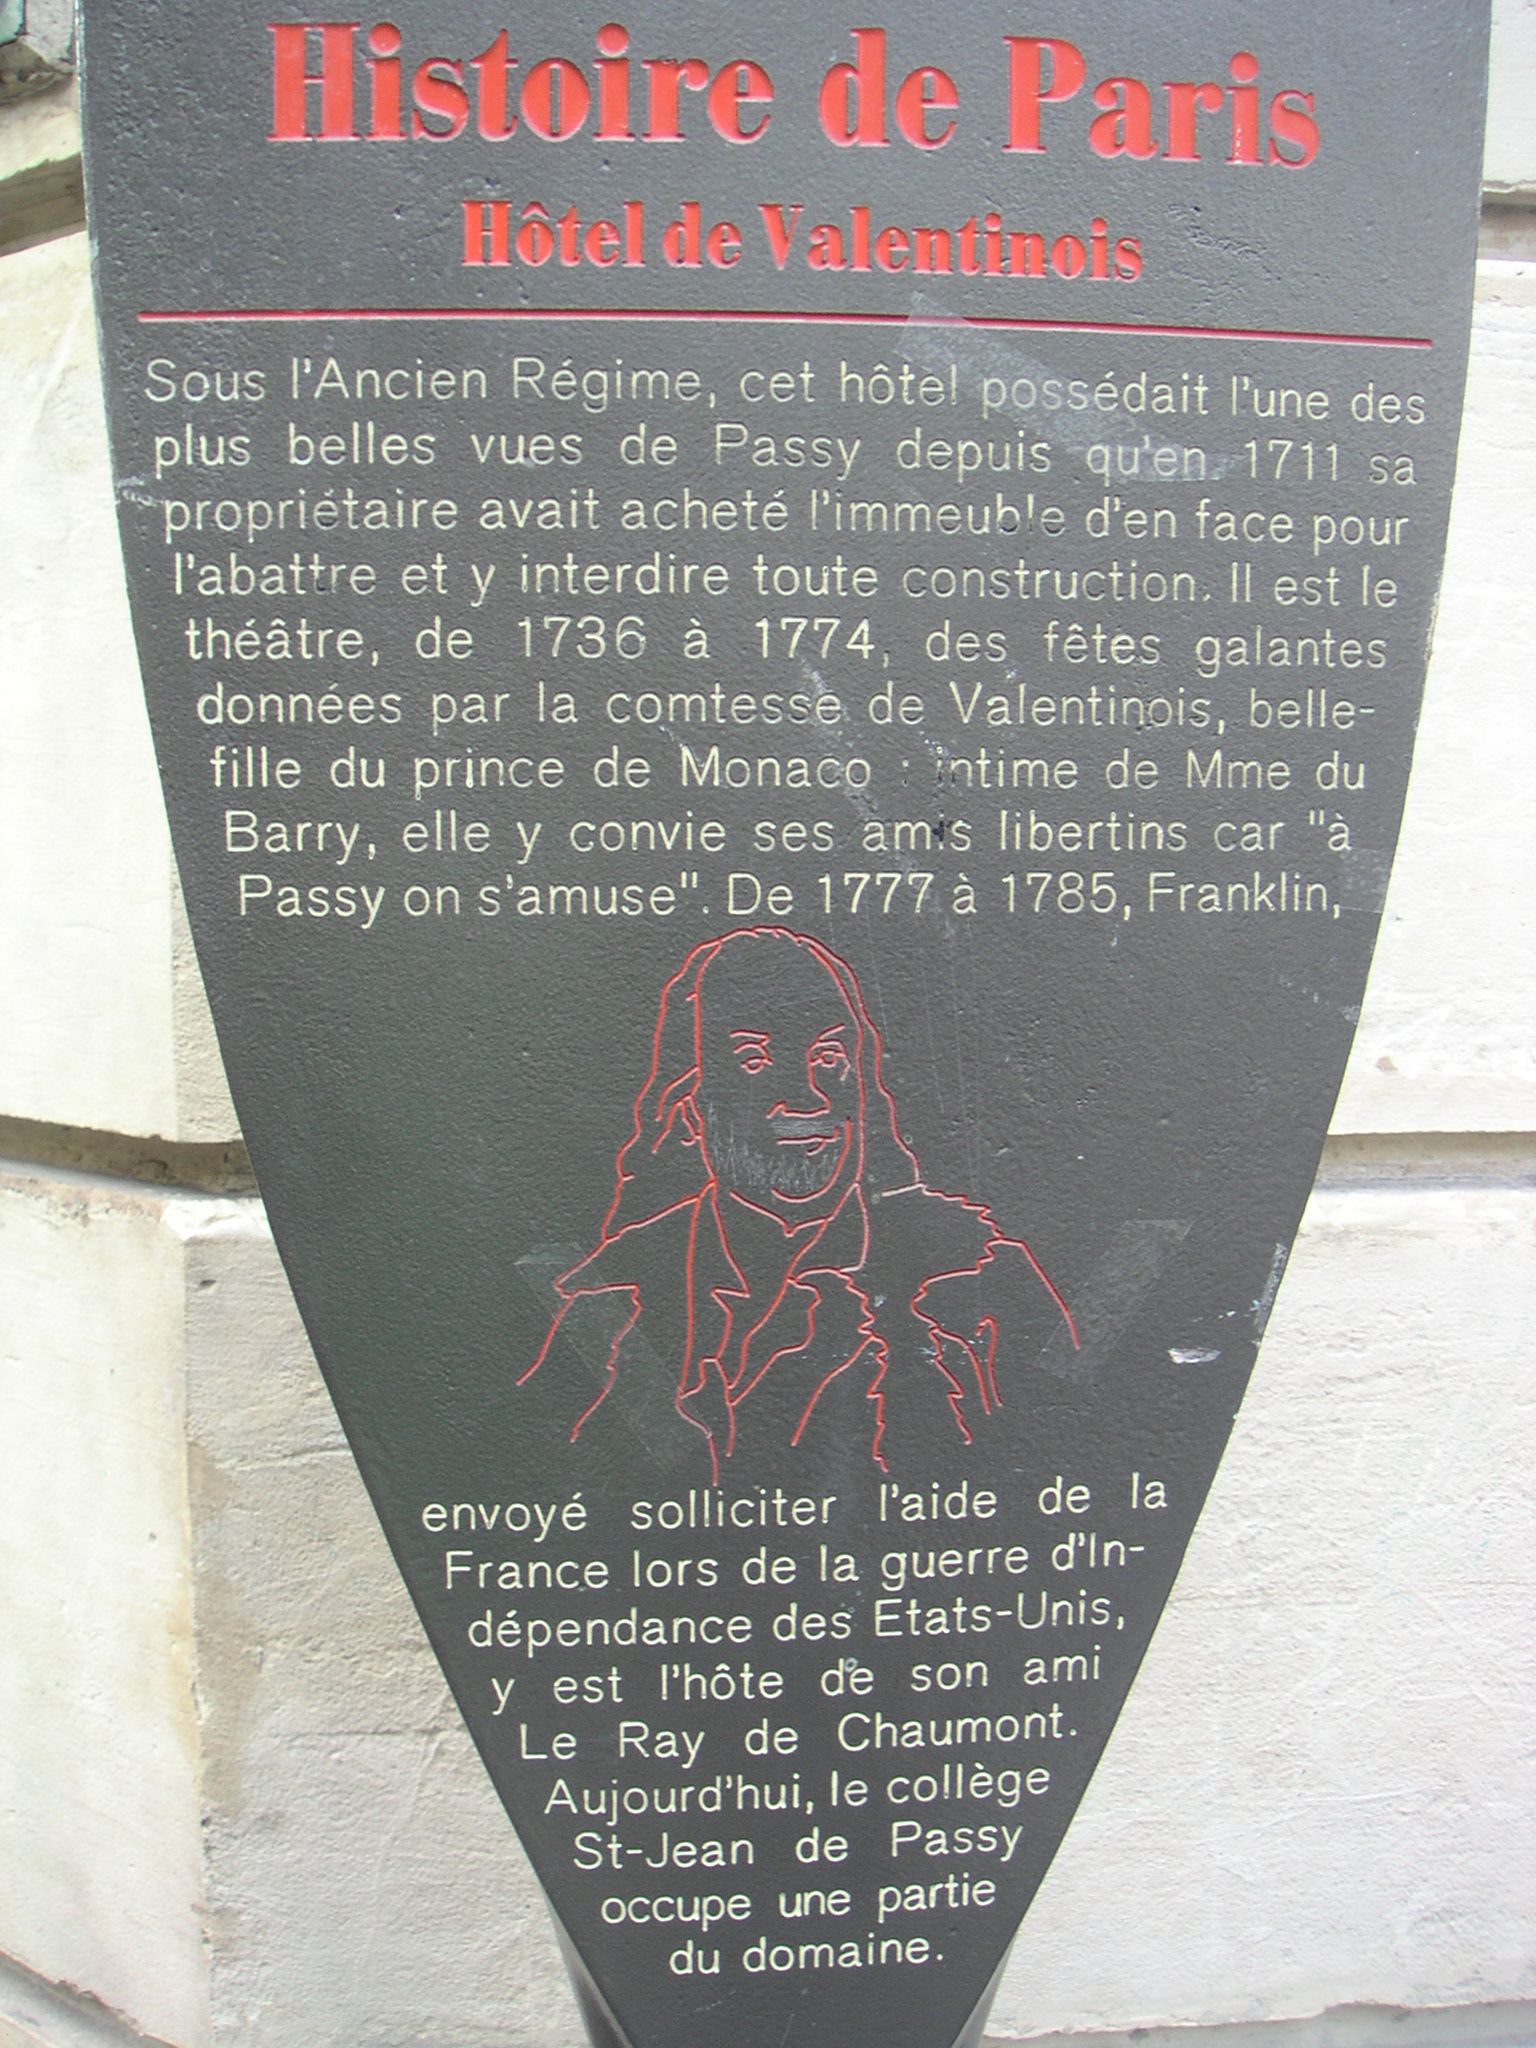 Histoire de Paris
Hôtel de Valentinois
Sous l'Ancien Régime, cet hôtel possédait l'une des
plus belles vues de Passy depuis qu'en 1711 sa
propriétaire avait acheté l'immeuble d'en face pour
l'abattre et y interdire toute construction. Il est le
théâtre, de 1736 à 1774, des fêtes galantes
données par la comtesse de Valentinois, belle-
fille du prince de Monaco : intime de Mme du
Barry, elle y convie ses amis libertins car "à
Passy on s'amuse". De 1777 à 1785, Franklin,
envoyé solliciter l'aide de la
France lors de la guerre d'In-
dépendance des Etats-Unis,
y est l'hôte de son ami
Le Ray de Chaumont.
Aujourd'hui, le collège
St-Jean de Passy
occupe une partie
du domaine.